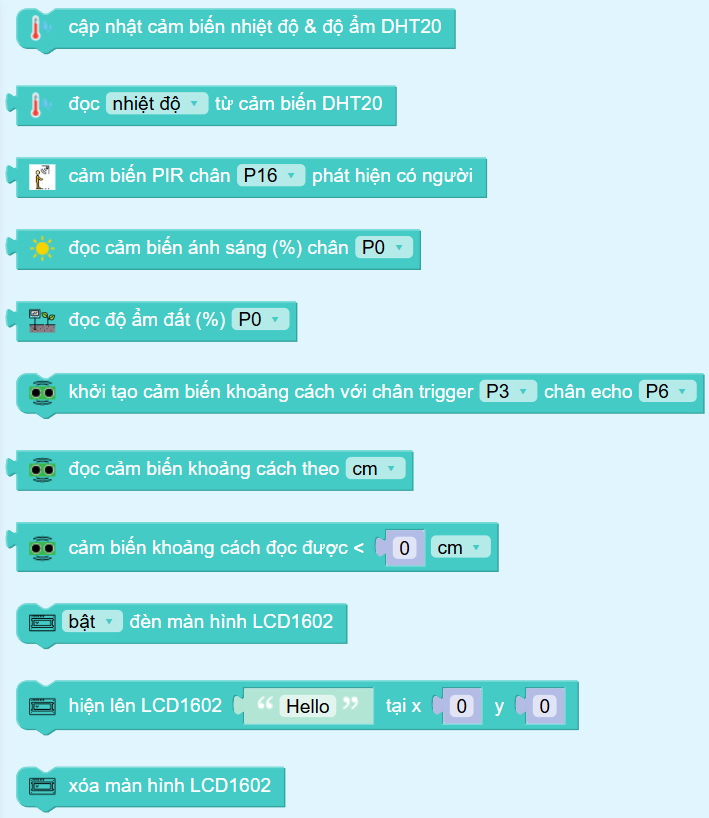 cập nhật cảm biến nhiệt độ & độ ẩm DHT20
đọc nhiệt độ từ cảm biến DHT20
cảm biến PIR chân P16 phát hiện có người
đọc cảm biến ánh sáng (%) chân P0
đọc độ ẩm đất (%) P0
khởi tạo cảm biến khoảng cách với chân trigger P3 chân echo P6
đọc cảm biến khoảng cách theo cm
cảm biến khoảng cách đọc được < 0 cm
bật đèn màn hình LCD1602
hiện lên LCD1602 “ Hello ” tại x 0 y 0
xóa màn hình LCD1602